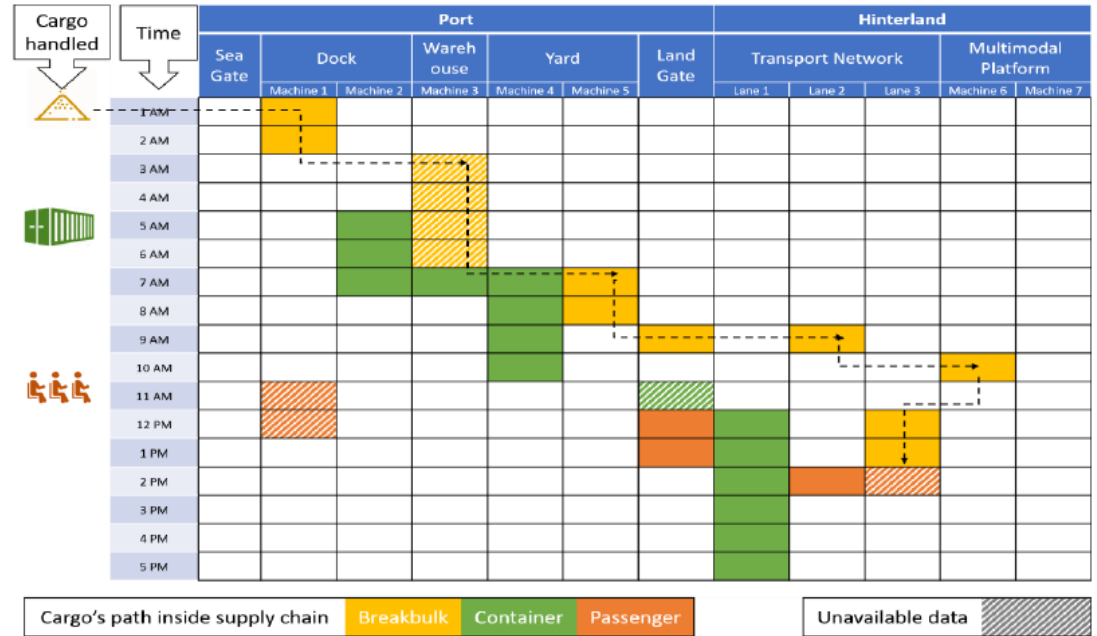 Cargo handled
Time
Port
Hinterland
Sea Gate
Dock
Wareh ouse
Yard
Land Gate
Transport Network
Multimodal Platform
Machine 1
Machine 2
Machine 3
Machine 4
Machine 5
Lane 1
Lane 2
Lane 3
Machine 6
Machine 7
1 AM
2 AM
3 AM
4 AM
5 AM
6 AM
7 AM
8 AM
9 AM
10 AM
11 AM
12 PM
1 PM
2 PM
3 PM
4 PM
5 PM
Cargo's path inside supply chain
Breakbulk
Container
Passenger
Unavailable data